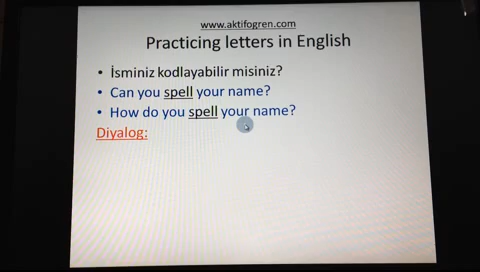 www.aktifogren.com
Practicing letters in English
• İsminiz kodlayabilir misiniz?
• Can you spell your name?
• How do you spell your name?
Diyalog: